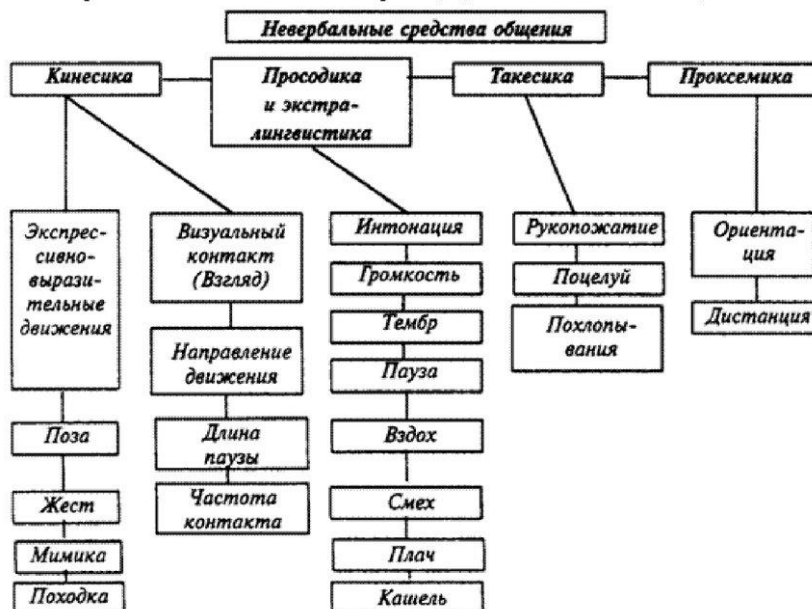 Невербальные средства общения
Кинесика
Просодика
и экстра-
лингвистика
Такесика
Проксемика
Экспрес-
сивно-
вырази-
тельные
движения
Поза
Жест
Мимика
Походка
Визуальный
контакт
(Взгляд)
Направление
движения
Длина
паузы
Частота
контакта
Интонация
Громкость
Тембр
Пауза
Вздох
Смех
Плач
Кашель
Рукопожатие
Поцелуй
Похлопы-
вания
Ориента-
ция
Дистанция